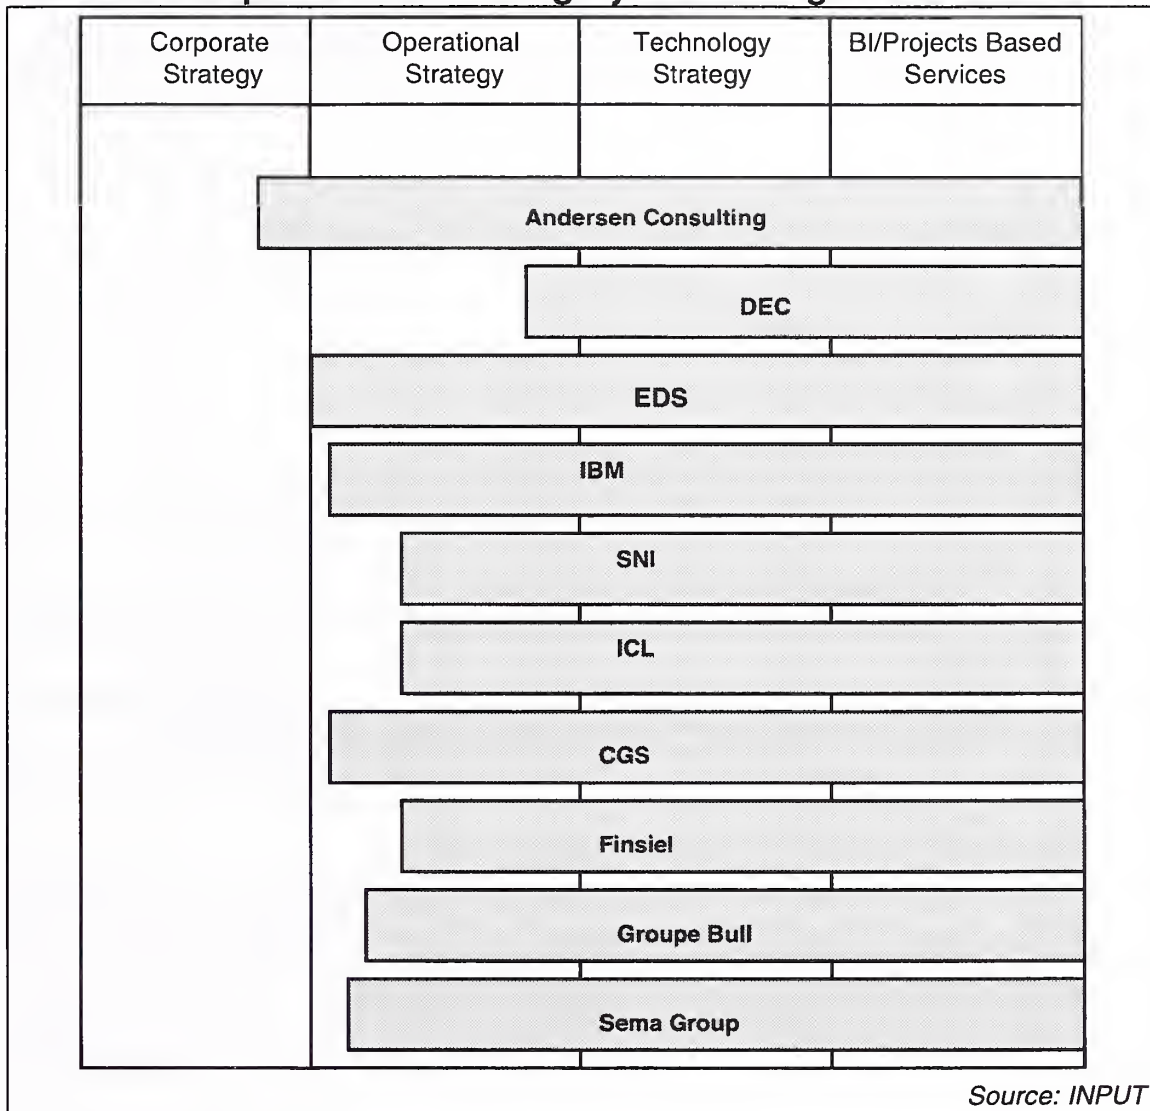 Corporate
Strategy
Operational
Strategy
Technology
Strategy
BI/Projects Based
Services
Andersen Consulting
DEC
EDS
IBM
SNI
ICL
CGS
Finsiel
Groupe Bull
Sema Group
Source: INPUT